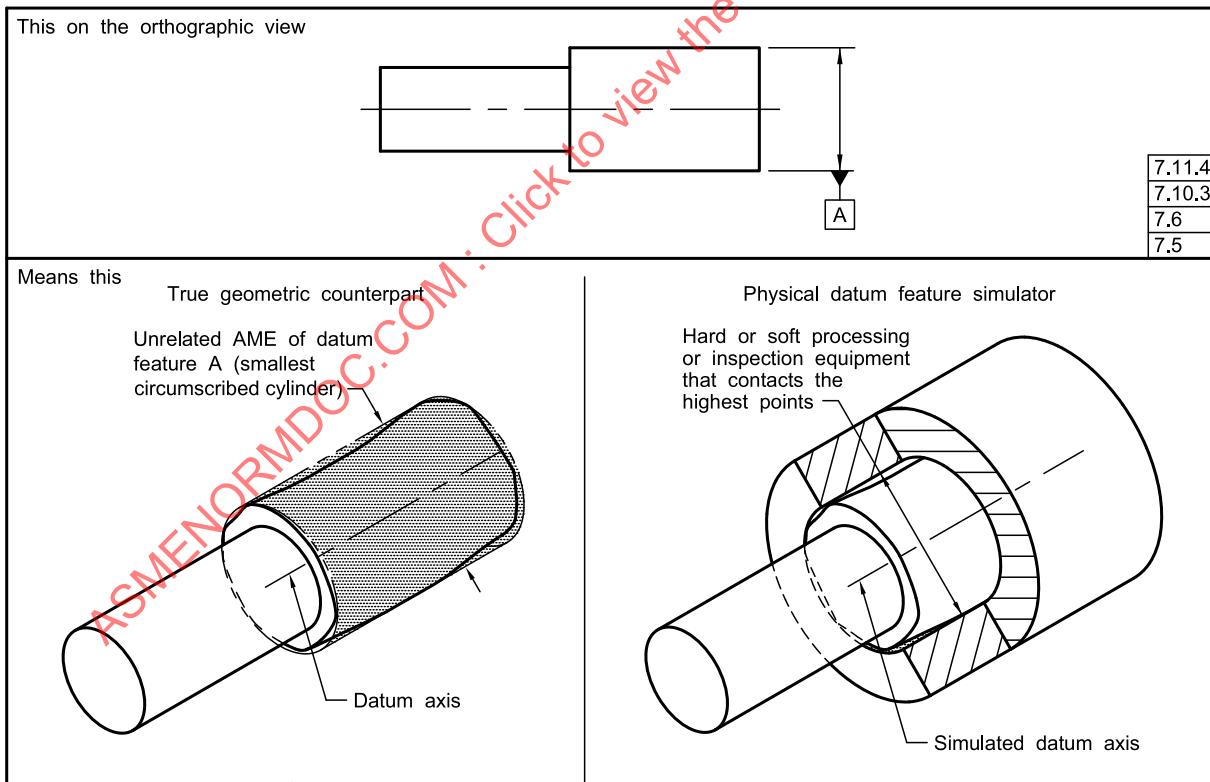 This on the orthographic view
A
7.11.4
7.10.3
7.6
7.5
Means this
True geometric counterpart
Unrelated AME of datum
feature A (smallest
circumscribed cylinder)
Datum axis
Physical datum feature simulator
Hard or soft processing
or inspection equipment
that contacts the
highest points
Simulated datum axis
ASMENORMDOC.COM : Click to view the